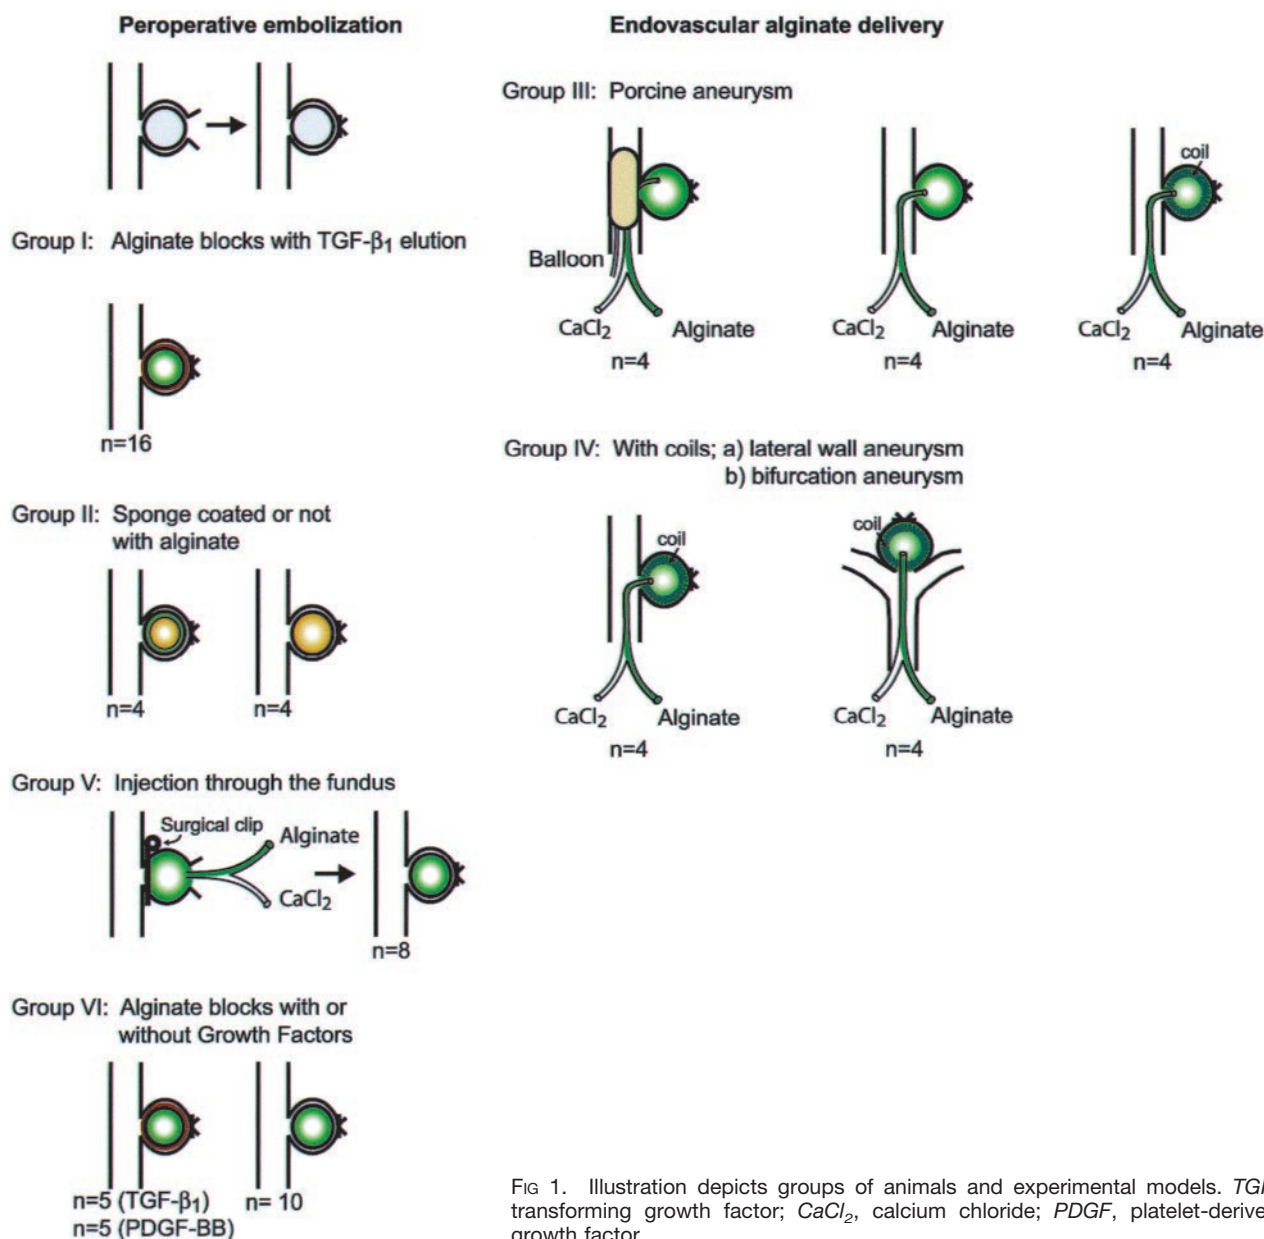 Peroperative embolization
Group I: Alginate blocks with TGF-β1 elution
n=16
Group II: Sponge coated or not
with alginate
n=4
n=4
Group V: Injection through the fundus
Surgical clip
Alginate
CaCl2
n=8
Group VI: Alginate blocks with or
without Growth Factors
n=5 (TGF-β1)
n=5 (PDGF-BB)
n= 10
Endovascular alginate delivery
Group III: Porcine aneurysm
coil
Balloon
CaCl2 Alginate
n=4
CaCl2 Alginate
n=4
CaCl2 Alginate
n=4
Group IV: With coils; a) lateral wall aneurysm
b) bifurcation aneurysm
coil
coil
CaCl2 Alginate
n=4
CaCl2 Alginate
n=4
FIG 1. Illustration depicts groups of animals and experimental models.
transforming growth factor; CaCl2, calcium chloride; PDGF,
growth factor